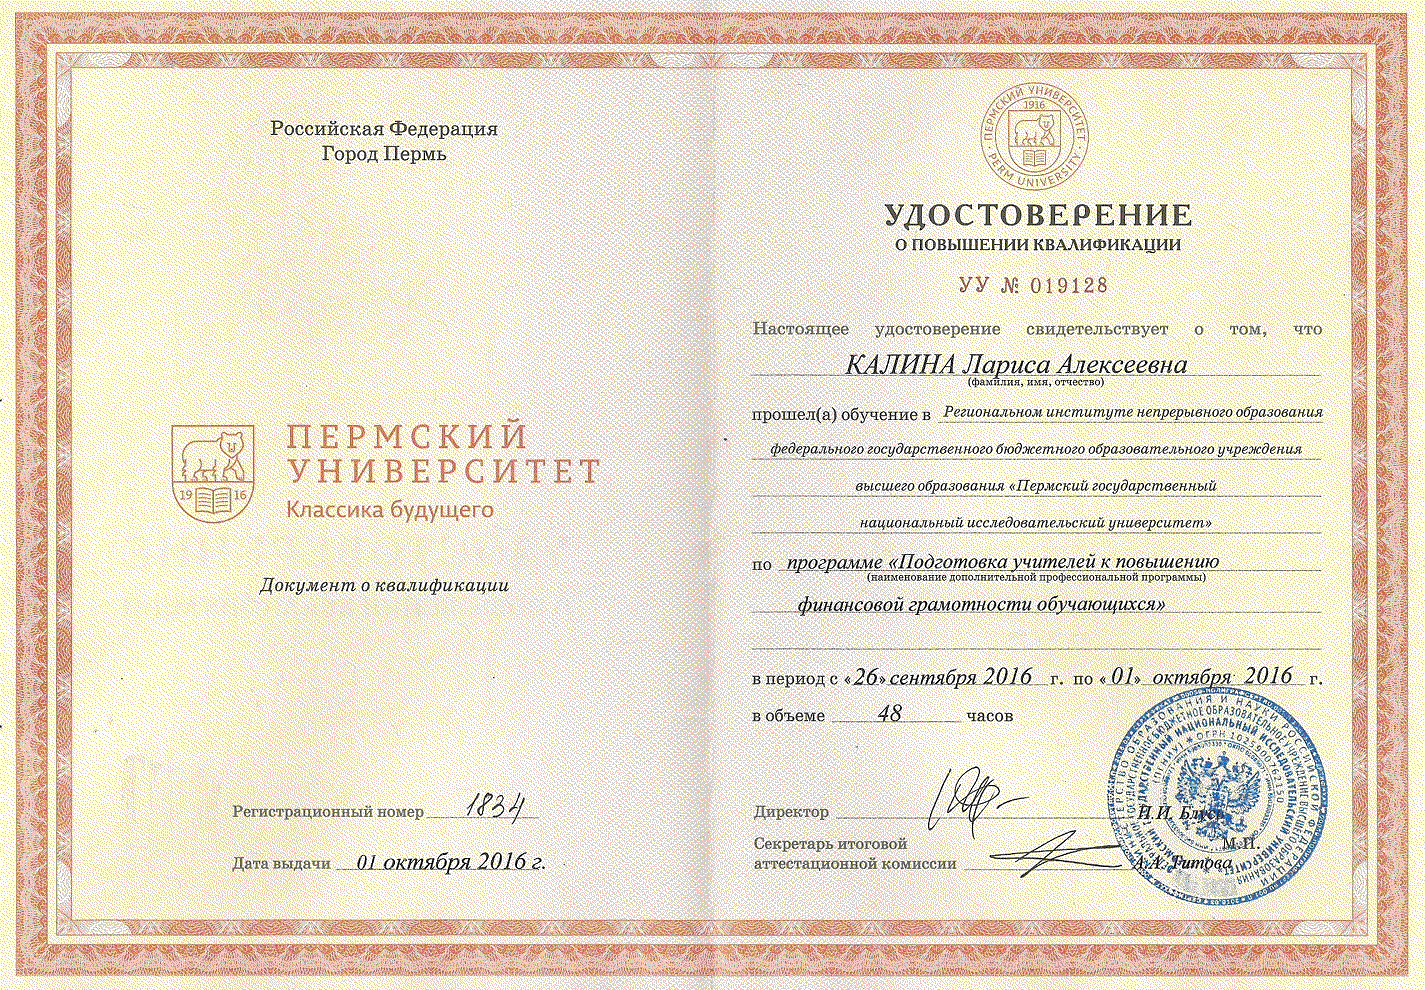 Российская Федерация
Город Пермь
ПЕРМСКИЙ
УНИВЕРСИТЕТ
Классика будущего
19 16
Документ о квалификации
Регистрационный номер 1834
Дата выдачи 01 октября 2016 г.
ПЕРМСКИЙ УНИВЕРСИТЕТ
1916
PERM UNIVERSITY
УДОСТОВЕРЕНИЕ
О ПОВЫШЕНИИ КВАЛИФИКАЦИИ
УУ № 019128
Настоящее удостоверение свидетельствует о том, что
КАЛИНА Лариса Алексеевна
(фамилия, имя, отчество)
прошел(а) обучение в Региональном институте непрерывного образования
федерального государственного бюджетного образовательного учреждения
высшего образования «Пермский государственный
национальный исследовательский университет»
по программе «Подготовка учителей к повышению
(наименование дополнительной профессиональной программы)
финансовой грамотности обучающихся»
в период с «26» сентября 2016 г. по «01» октября 2016 г.
в объеме 48 часов
Директор Н.И.
Секретарь итоговой
М.П.
аттестационной комиссии А.А. Титова